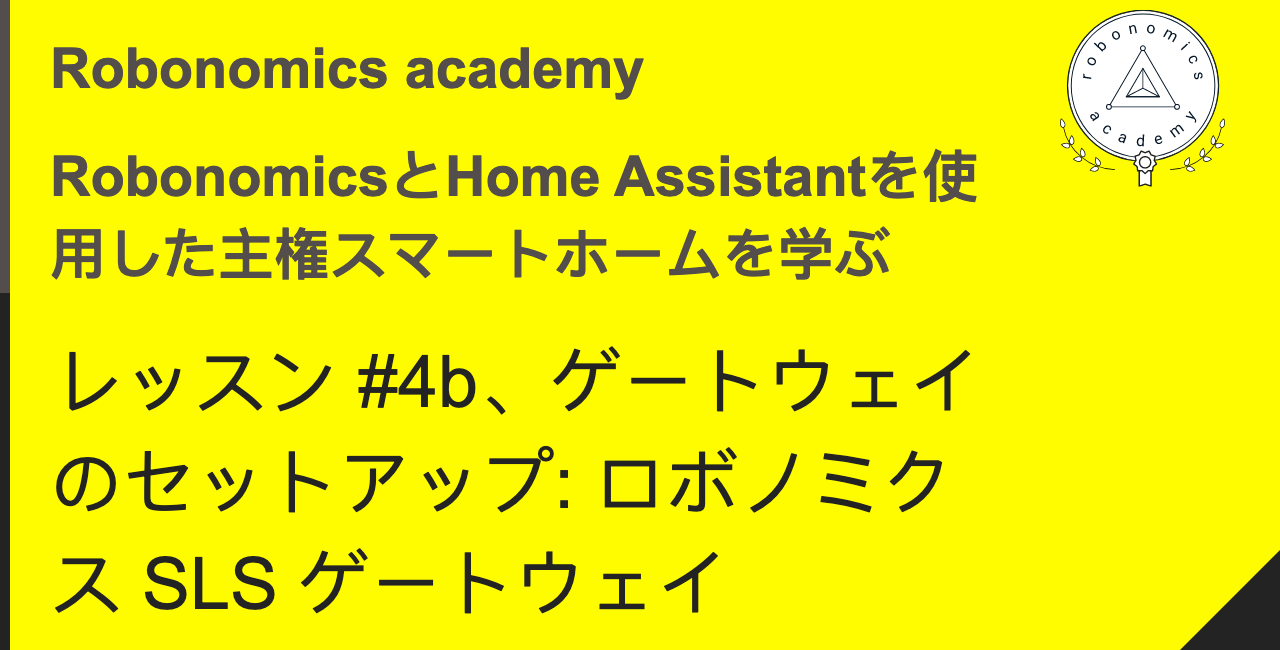 Robonomics academy
RobonomicsとHome Assistantを使
用した主権スマートホームを学ぶ
レッスン #4b、ゲートウェイ
のセットアップ: ロボノミク
ス SLS ゲートウェイ
robonomics
academy